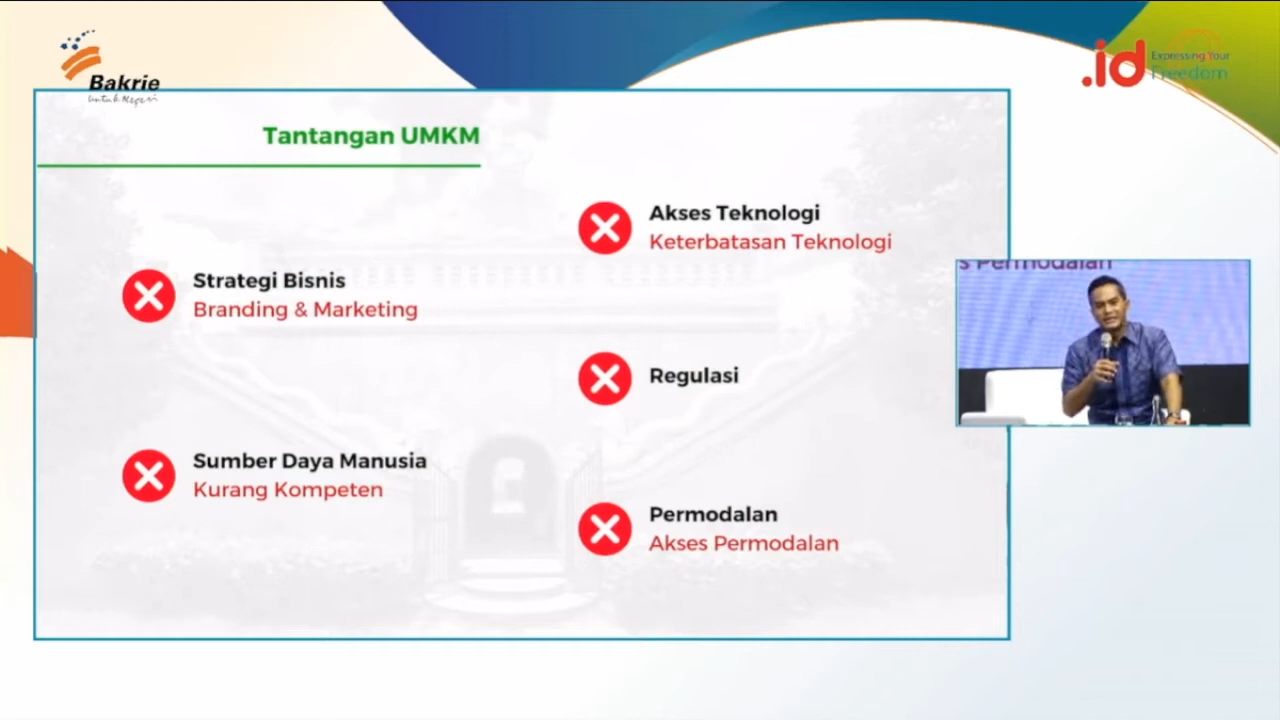 Bakrie
Untuk Negeri
.id
Expressing Your
Freedom
Tantangan UMKM
Strategi Bisnis
Branding & Marketing
Sumber Daya Manusia
Kurang Kompeten
Akses Teknologi
Keterbatasan Teknologi
Regulasi
Permodalan
Akses Permodalan
s Permodalan